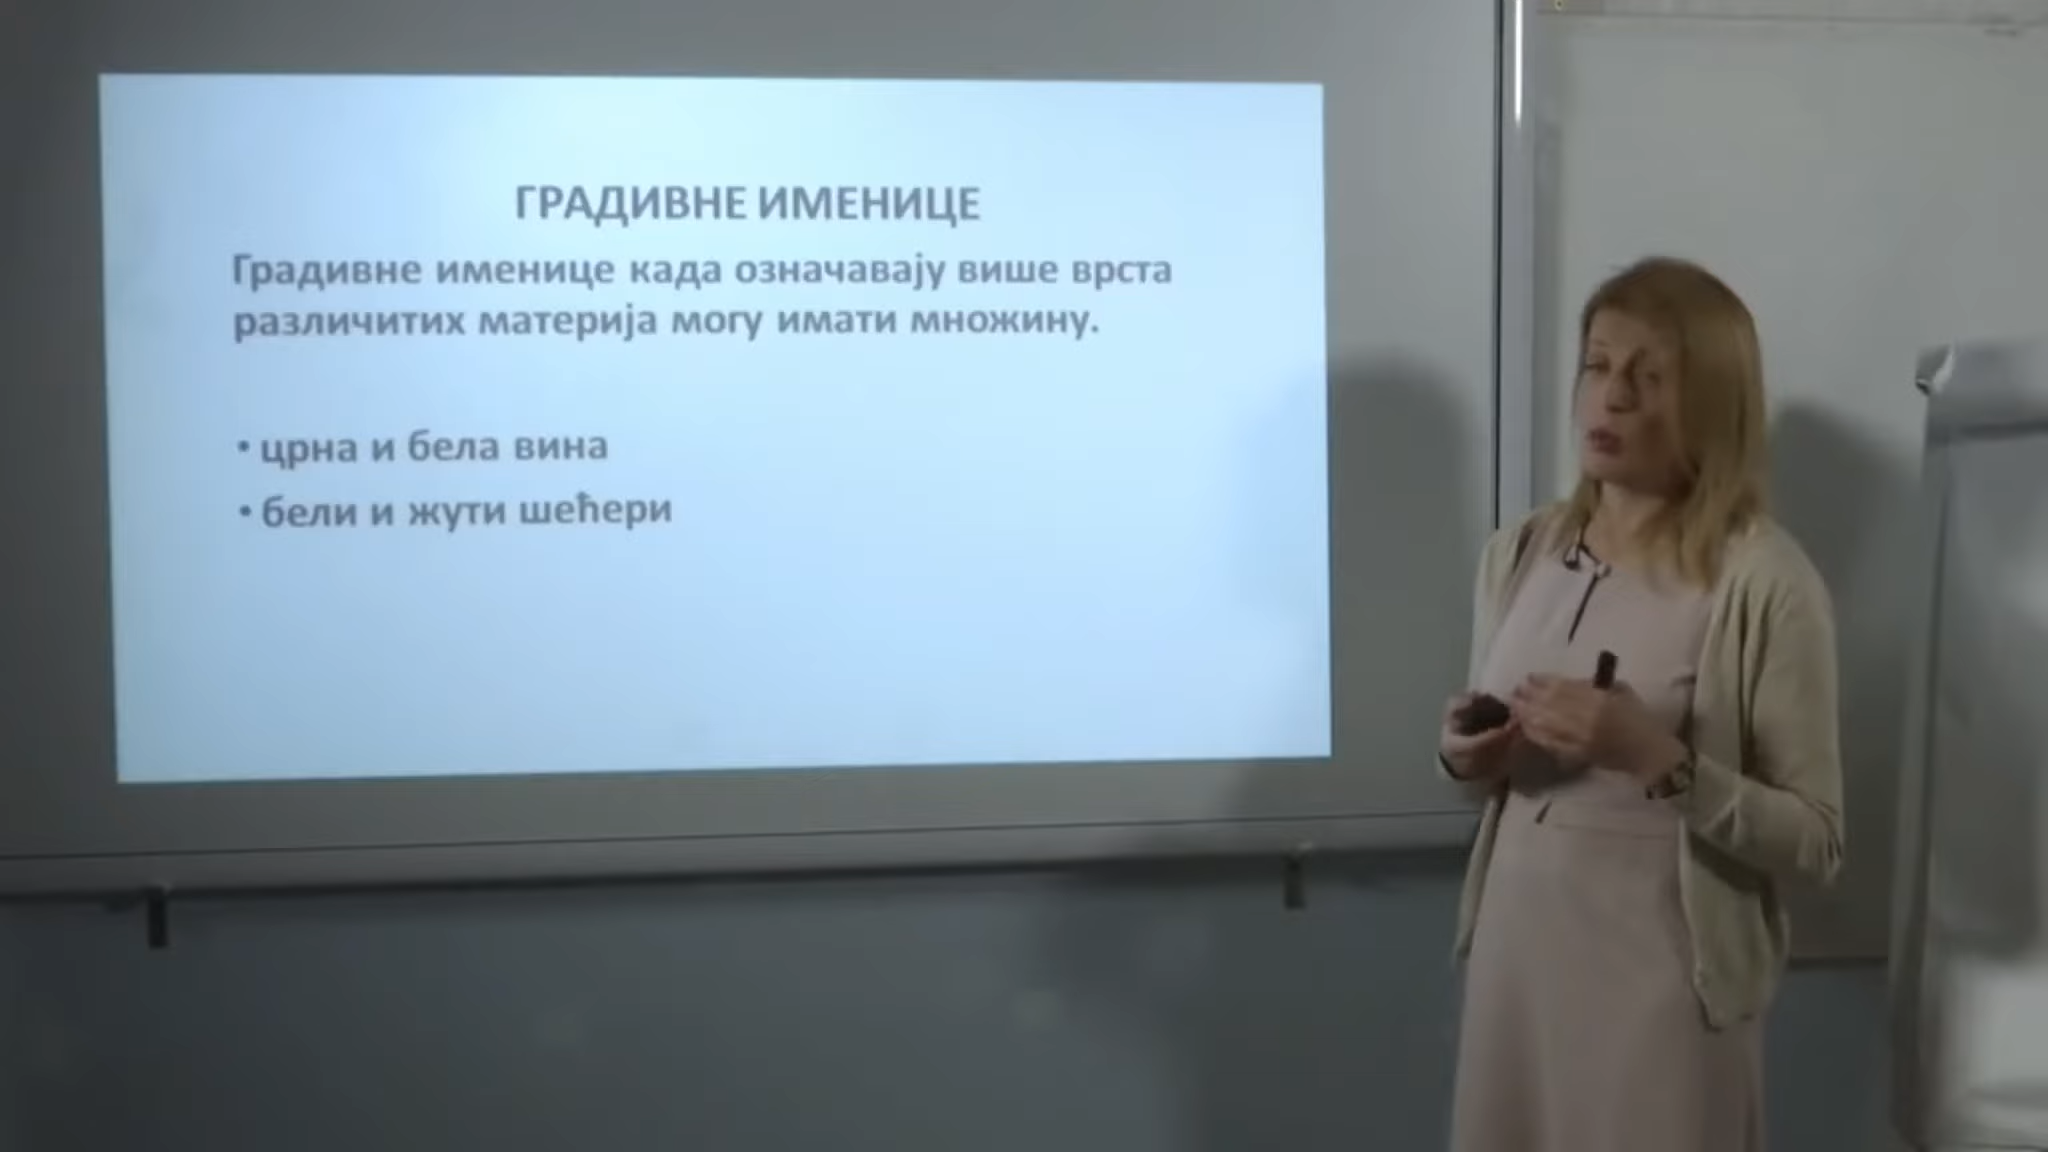 ГРАДИВНЕ ИМЕНИЦЕ
Градивне именице када означавају више врста
различитих материја могу имати множину.
• црна и бела вина
• бели и жути шећери